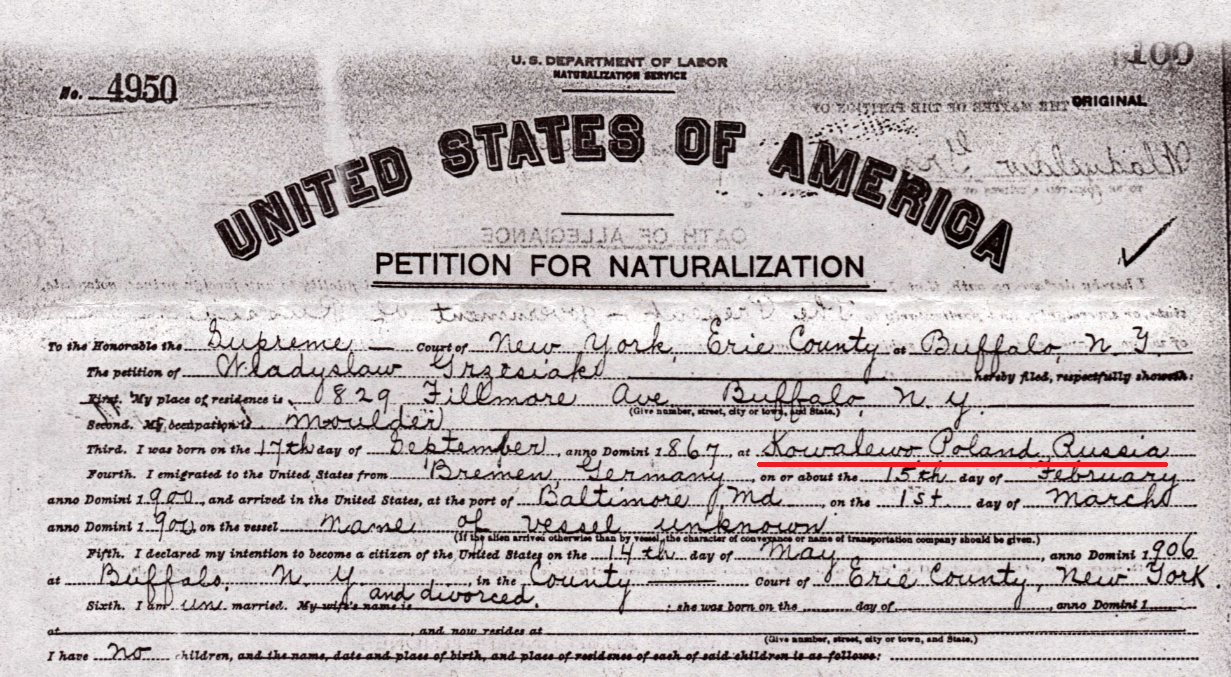 U. S. DEPARTMENT OF LABOR
NATURALIZATION SERVICE
No. 4950
100
ORIGINAL
UNITED STATES OF AMERICA
OATH OF ALLEGIANCE
PETITION FOR NATURALIZATION
To the Honorable the Supreme Court of New York, Erie County at Buffalo, N. Y.
The petition of Wladyslaw Grzesiak hereby filed, respectfully showeth:
First. My place of residence is 829 Fillmore Ave Buffalo, N. Y.
(Give number, street, city or town, and State.)
Second. My occupation is Moulder
Third. I was born on the 17th day of September, anno Domini 1867, at Kowalewo Poland, Russia
Fourth. I emigrated to the United States from Bremen, Germany, on or about the 15th day of February
anno Domini 1900, and arrived in the United States, at the port of Baltimore Md, on the 1st day of March
anno Domini 1900, on the vessel Name of vessel unknown
(If the alien arrived otherwise than by vessel, the character of conveyance or name of transportation company should be given.)
Fifth. I declared my intention to become a citizen of the United States on the 14th day of May, anno Domini 1906
at Buffalo N. Y., in the County Court of Erie County, New York.
Sixth. I am un married. and divorced. My wife's name is ; she was born on the day of , anno Domini 1
at , and now resides at
(Give number, street, city or town, and State.)
I have no children, and the name, date and place of birth, and place of residence of each of said children is as follows: